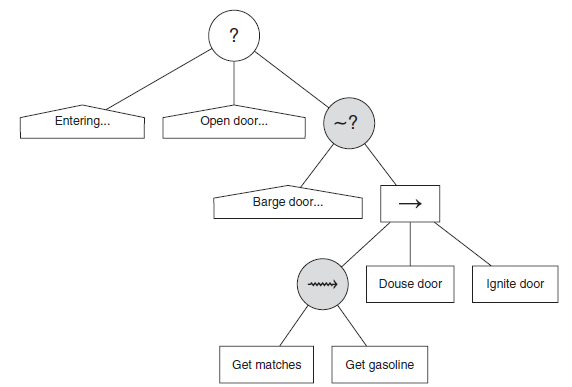 ?
Entering...
Open door...
~?
Barge door...
→
Douse door
Ignite door
Get matches
Get gasoline